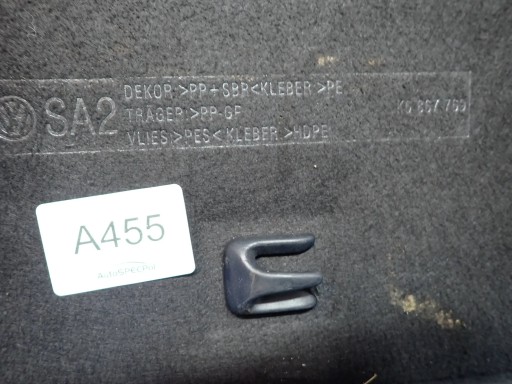 DEKOR:>PP+SBR<KLEBER >PE
SA2 TRÄGER:>PP-GF
VLIES>PES<KLEBER >HDPE
A455